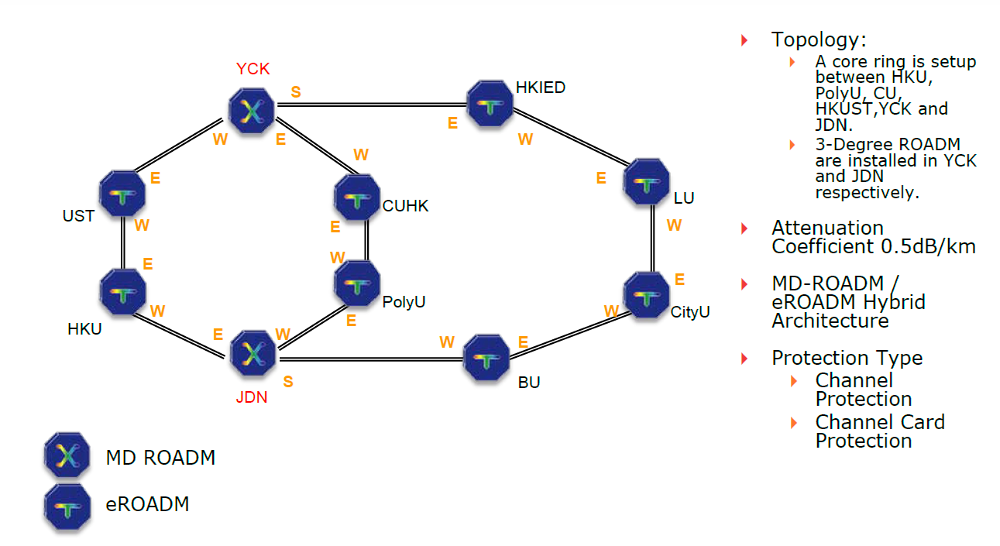 YCK
S
W
E
HKIED
E
W
W
E
UST
W
CUHK
E
E
LU
W
E
W
HKU
W
PolyU
E
E
W
CityU
E
W
JDN
S
W
E
BU
MD ROADM
eROADM
Topology:
A core ring is setup
between HKU,
PolyU, CU,
HKUST,YCK and
JDN.
3-Degree ROADM
are installed in YCK
and JDN
respectively.
Attenuation
Coefficient 0.5dB/km
MD-ROADM /
eROADM Hybrid
Architecture
Protection Type
Channel
Protection
Channel Card
Protection